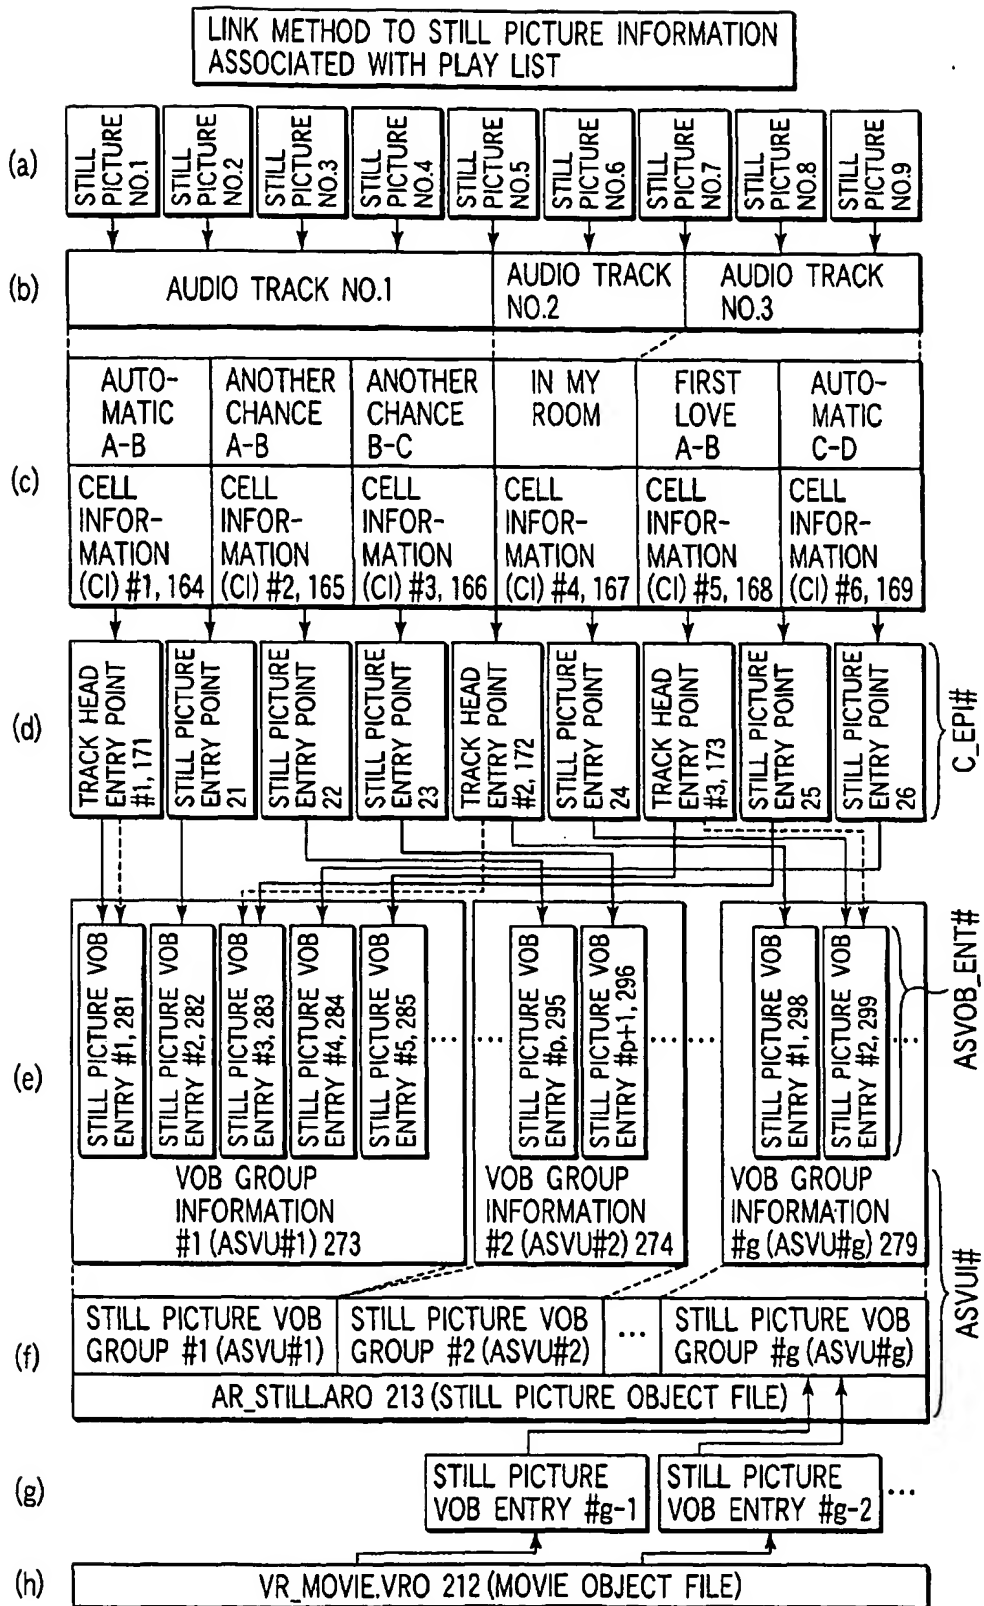 LINK METHOD TO STILL PICTURE INFORMATION
ASSOCIATED WITH PLAY LIST
(a)
STILL
PICTURE
NO.1
STILL
PICTURE
NO.2
STILL
PICTURE
NO.3
STILL
PICTURE
NO.4
STILL
PICTURE
NO.5
STILL
PICTURE
NO.6
STILL
PICTURE
NO.7
STILL
PICTURE
NO.8
STILL
PICTURE
NO.9
(b)
AUDIO TRACK NO.1
AUDIO TRACK
NO.2
AUDIO TRACK
NO.3
(c)
AUTO-
MATIC
A-B
ANOTHER
CHANCE
A-B
ANOTHER
CHANCE
B-C
IN MY
ROOM
FIRST
LOVE
A-B
AUTO-
MATIC
C-D
CELL
INFOR-
MATION
(CI) #1, 164
CELL
INFOR-
MATION
(CI) #2, 165
CELL
INFOR-
MATION
(CI) #3, 166
CELL
INFOR-
MATION
(CI) #4, 167
CELL
INFOR-
MATION
(CI) #5, 168
CELL
INFOR-
MATION
(CI) #6, 169
(d)
TRACK HEAD
ENTRY POINT
#1, 171
STILL PICTURE
ENTRY POINT
21
STILL PICTURE
ENTRY POINT
22
STILL PICTURE
ENTRY POINT
23
TRACK HEAD
ENTRY POINT
#2, 172
STILL PICTURE
ENTRY POINT
24
TRACK HEAD
ENTRY POINT
#3, 173
STILL PICTURE
ENTRY POINT
25
STILL PICTURE
ENTRY POINT
26
C_EPI#
(e)
STILL PICTURE VOB
ENTRY #1, 281
STILL PICTURE VOB
ENTRY #2, 282
STILL PICTURE VOB
ENTRY #3, 283
STILL PICTURE VOB
ENTRY #4, 284
STILL PICTURE VOB
ENTRY #5, 285
STILL PICTURE VOB
ENTRY #p, 295
STILL PICTURE VOB
ENTRY #p+1, 296
STILL PICTURE VOB
ENTRY #1, 298
STILL PICTURE VOB
ENTRY #2, 299
ASVOB_ENT#
VOB GROUP
INFORMATION
#1 (ASVU#1) 273
VOB GROUP
INFORMATION
#2 (ASVU#2) 274
VOB GROUP
INFORMATION
#g (ASVU#g) 279
ASVUI#
(f)
STILL PICTURE VOB
GROUP #1 (ASVU#1)
STILL PICTURE VOB
GROUP #2 (ASVU#2)
...
STILL PICTURE VOB
GROUP #g (ASVU#g)
AR_STILL.ARO 213 (STILL PICTURE OBJECT FILE)
(g)
STILL PICTURE
VOB ENTRY #g-1
STILL PICTURE
VOB ENTRY #g-2
...
(h)
VR_MOVIE.VRO 212 (MOVIE OBJECT FILE)